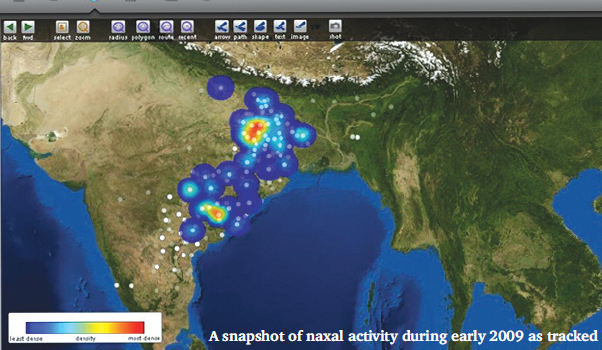 back fwd select zoom radius polygon route recent arrow path shape text image shot
least dense density most dense
A snapshot of naxal activity during early 2009 as tracked